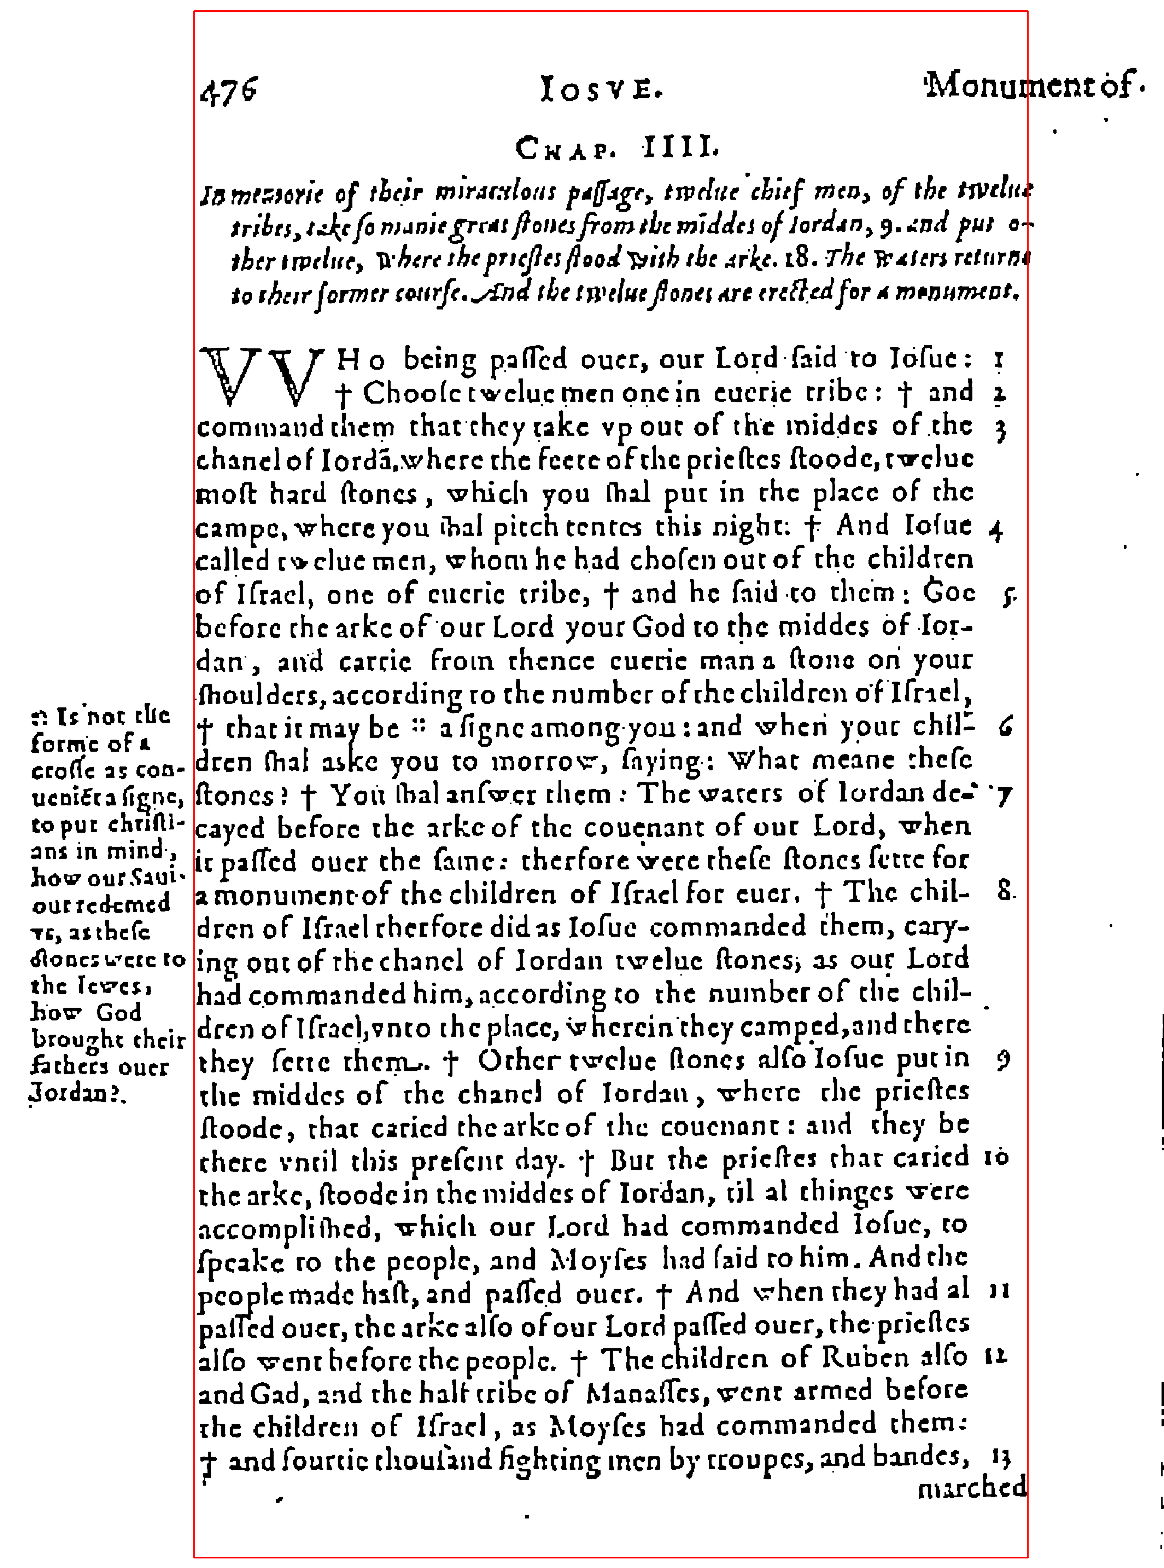 476 IOSVE. Monument of
CHAP. IIII.
In memorie of their miraculous paſſage, twelue chief men, of the twelue
tribes, take ſo manie great ſtones from the middes of Iordan, 9. and put o-
ther twelue, where the prieſtes ſtood with the arke. 18. The waters returne
to their former courſe. And the twelue ſtones are erected for a monument.
VVHo being paſſed ouer, our Lord ſaid to Ioſue: 1
† Chooſe twelue men one in euerie tribe: † and 2
command them that they take vp out of the middes of the 3
chanel of Iordã, where the feete of the prieſtes ſtoode, twelue
moſt hard ſtones, which you ſhal put in the place of the
campe, where you ſhal pitch tentes this night: † And Ioſue 4
called twelue men, whom he had choſen out of the children
of Iſrael, one of euerie tribe, † and he ſaid to them: Goe 5
before the arke of our Lord your God to the middes of Ior-
dan, and carrie from thence euerie man a ſtone on your
ſhoulders, according to the number of the children of Iſrael,
† that it may be :: a ſigne among you: and when your chil- 6
dren ſhal aske you to morrow, ſaying: What meane theſe
ſtones? † You ſhal anſwer them: The waters of Iordan de- 7
cayed before the arke of the couenant of our Lord, when
it paſſed ouer the ſame: therfore were theſe ſtones ſette for
a monument of the children of Iſrael for euer. † The chil- 8
dren of Iſrael therfore did as Ioſue commanded them, cary-
ing out of the chanel of Iordan twelue ſtones, as our Lord
had commanded him, according to the number of the chil-
dren of Iſrael, vnto the place, wherein they camped, and there
they ſette them. † Other twelue ſtones alſo Ioſue put in 9
the middes of the chanel of Iordan, where the prieſtes
ſtoode, that caried the arke of the couenant: and they be
there vntil this preſent day. † But the prieſtes that caried 10
the arke, ſtoode in the middes of Iordan, til al thinges were
accompliſhed, which our Lord had commanded Ioſue, to
ſpeake to the people, and Moyſes had ſaid to him. And the
people made haſt, and paſſed ouer. † And when they had al 11
paſſed ouer, the arke alſo of our Lord paſſed ouer, the prieſtes
alſo went before the people. † The children of Ruben alſo 12
and Gad, and the half tribe of Manaſſes, went armed before
the children of Iſrael, as Moyſes had commanded them:
† and fourtie thouſand fighting men by troupes, and bandes, 13
marched
:: Is not the
forme of a
croſſe as con-
ueniẽt a ſigne,
to put chriſti-
ans in mind,
how our Saui-
our redemed
vs, as theſe
ſtones were to
the Iewes,
how God
brought their
fathers ouer
Jordan?